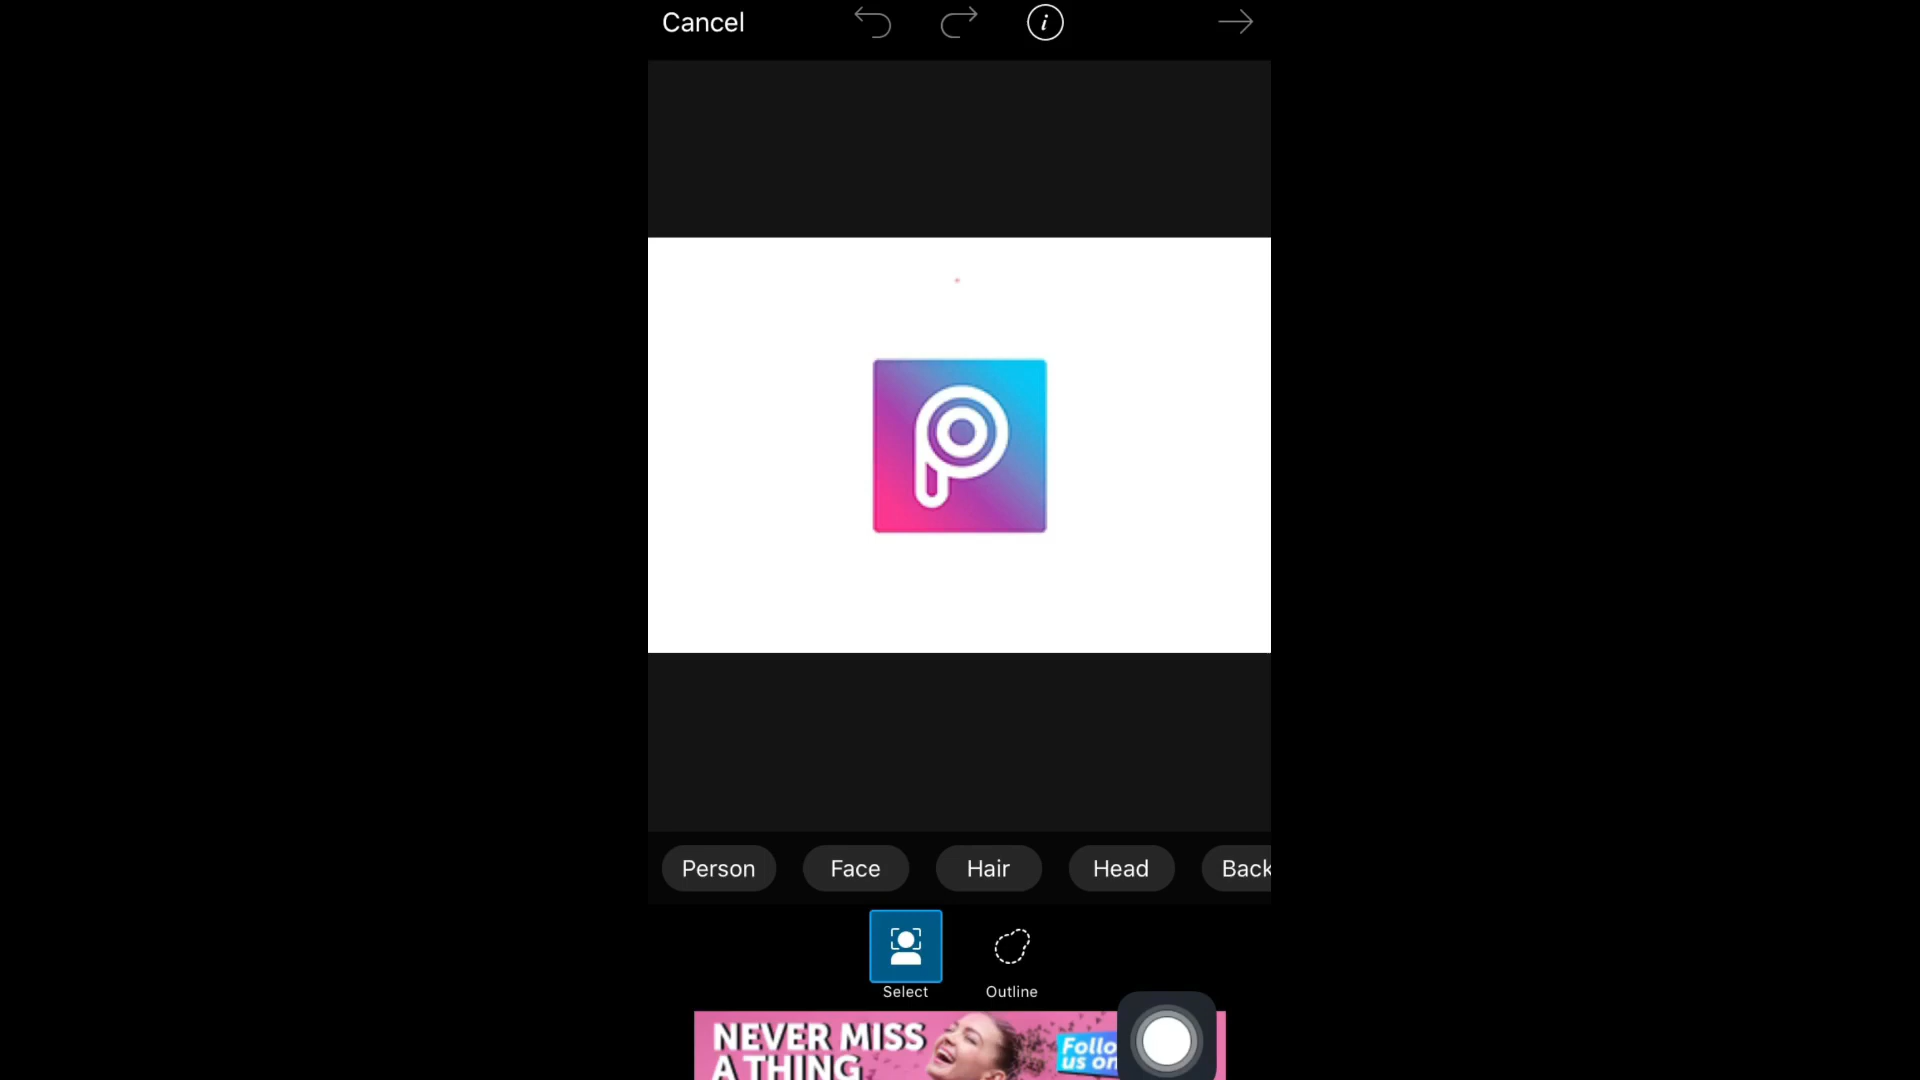 Cancel
Person Face Hair Head Back
Select Outline
NEVER MISS
A THING
Follo
us on